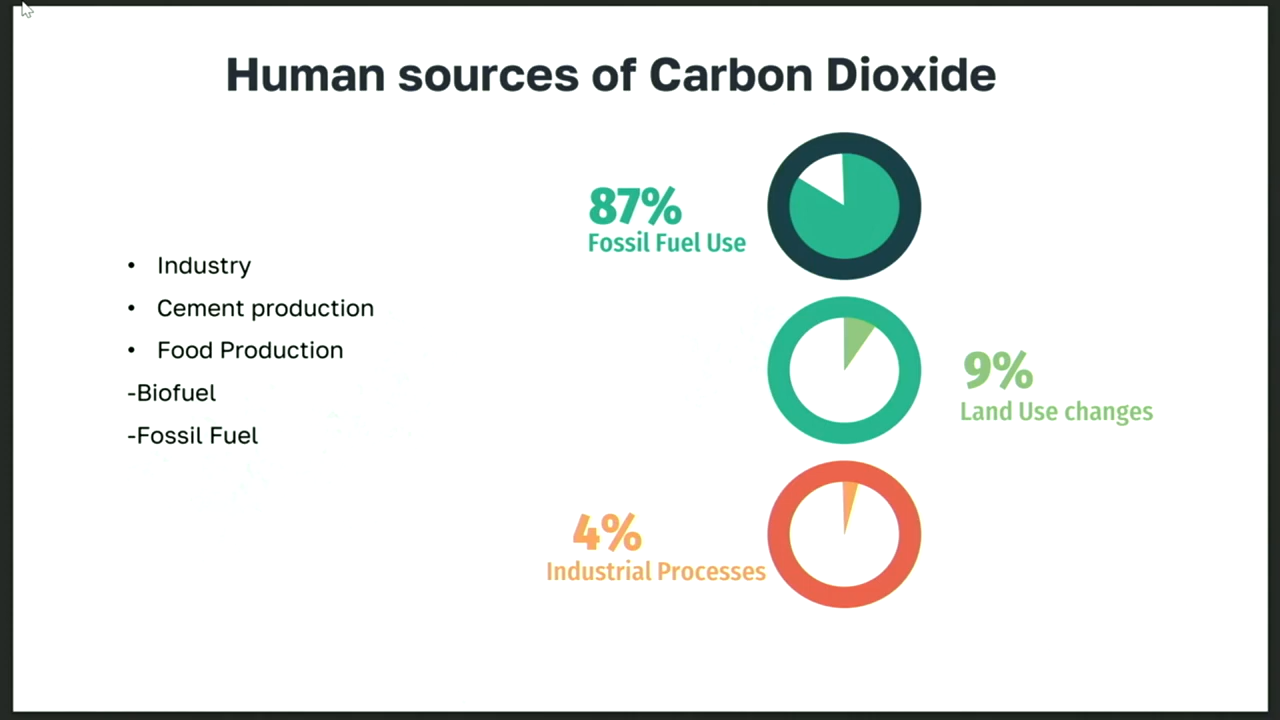 Human sources of Carbon Dioxide
• Industry
• Cement production
• Food Production
-Biofuel
-Fossil Fuel
87%
Fossil Fuel Use
9%
Land Use changes
4%
Industrial Processes